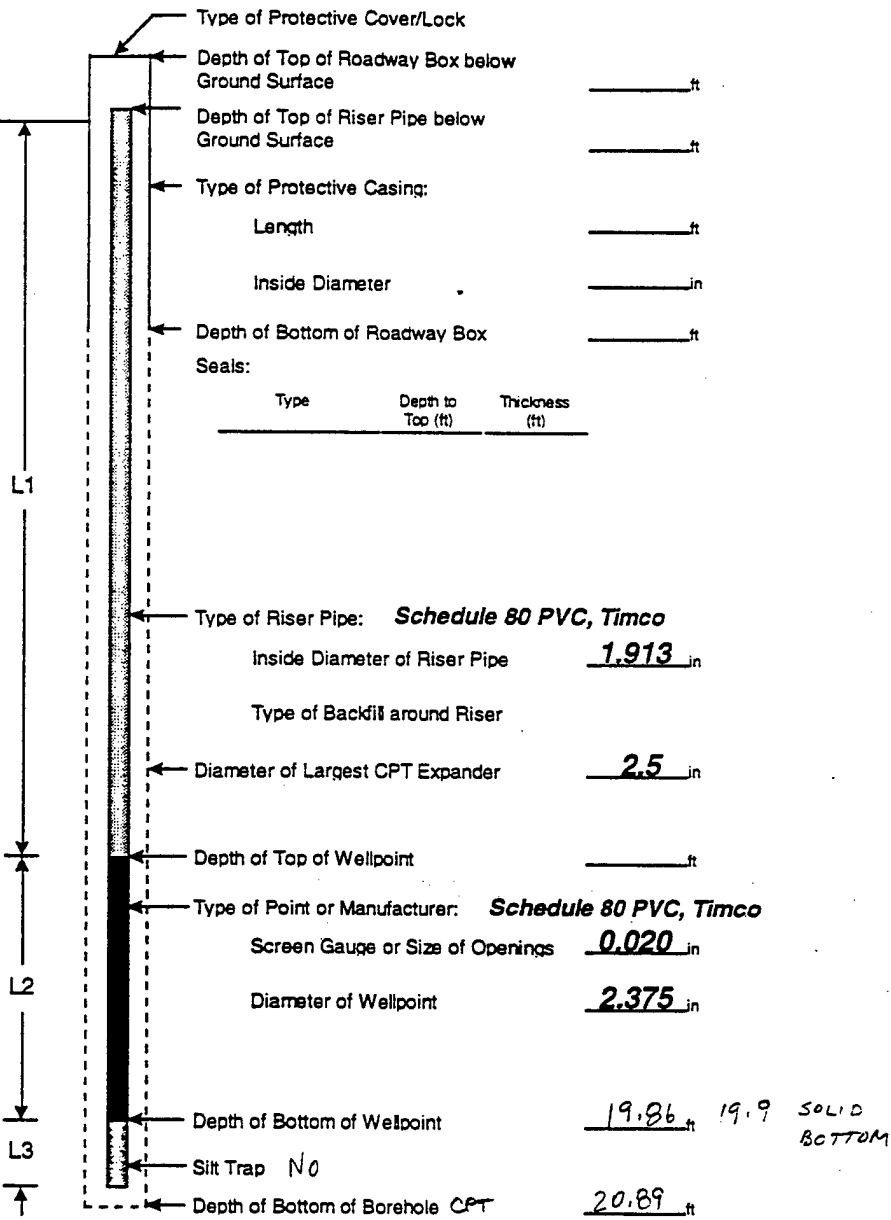 Type of Protective Cover/Lock
Depth of Top of Roadway Box below
Ground Surface ft
Depth of Top of Riser Pipe below
Ground Surface ft
Type of Protective Casing:
Length ft
Inside Diameter in
Depth of Bottom of Roadway Box ft
Seals:
Type Depth to Thickness
Top (ft) (ft)
L1
Type of Riser Pipe: Schedule 80 PVC, Timco
Inside Diameter of Riser Pipe 1.913 in
Type of Backfill around Riser
Diameter of Largest CPT Expander 2.5 in
Depth of Top of Wellpoint ft
Type of Point or Manufacturer: Schedule 80 PVC, Timco
Screen Gauge or Size of Openings 0.020 in
L2
Diameter of Wellpoint 2.375 in
Depth of Bottom of Wellpoint 19.86 ft 19.9 SOLID
BOTTOM
L3
Silt Trap NO
Depth of Bottom of Borehole CPT 20.89 ft